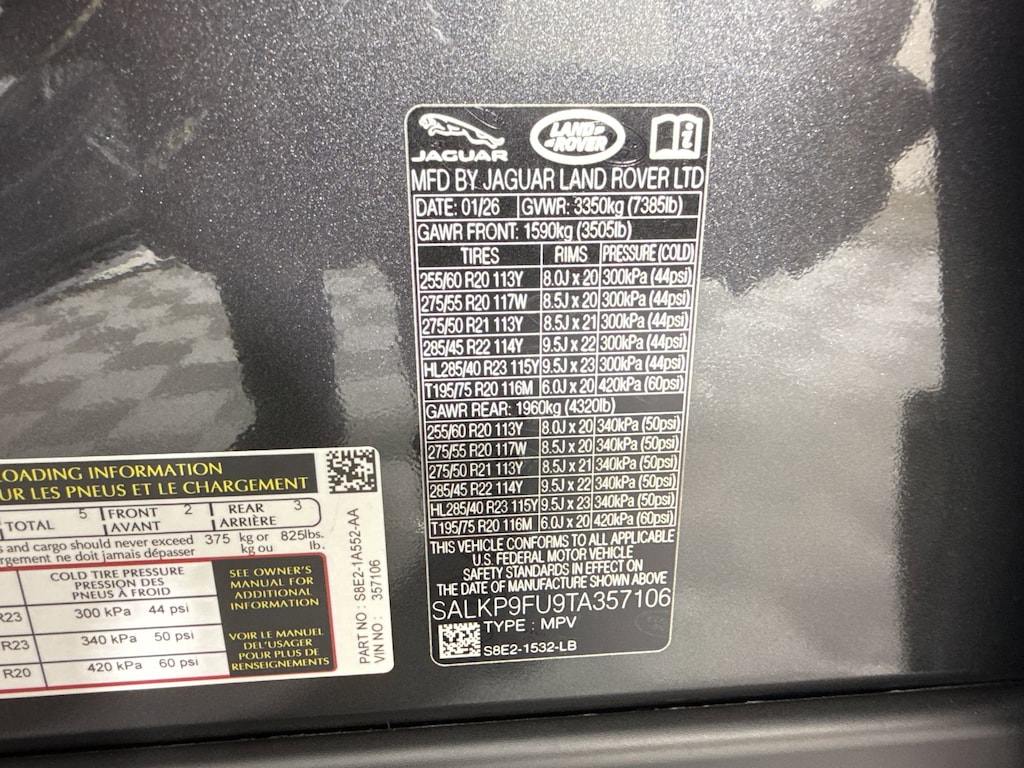 JAGUAR
LAND-
-ROVER
MFD BY JAGUAR LAND ROVER LTD
DATE: 01/26 GVWR: 3350kg (7385lb)
GAWR FRONT: 1590kg (3505lb)
TIRES RIMS PRESSURE (COLD)
255/60 R20 113Y 8.0J x 20 300kPa (44psi)
275/55 R20 117W 8.5J x 20 300kPa (44psi)
275/50 R21 113Y 8.5J x 21 300kPa (44psi)
285/45 R22 114Y 9.5J x 22 300kPa (44psi)
HL285/40 R23 115Y 9.5J x 23 300kPa (44psi)
T195/75 R20 116M 6.0J x 20 420kPa (60psi)
GAWR REAR: 1960kg (4320lb)
255/60 R20 113Y 8.0J x 20 340kPa (50psi)
275/55 R20 117W 8.5J x 20 340kPa (50psi)
275/50 R21 113Y 8.5J x 21 340kPa (50psi)
285/45 R22 114Y 9.5J x 22 340kPa (50psi)
HL285/40 R23 115Y 9.5J x 23 340kPa (50psi)
T195/75 R20 116M 6.0J x 20 420kPa (60psi)
THIS VEHICLE CONFORMS TO ALL APPLICABLE
U.S. FEDERAL MOTOR VEHICLE
SAFETY STANDARDS IN EFFECT ON
THE DATE OF MANUFACTURE SHOWN ABOVE
SALKP9FU9TA357106
TYPE : MPV
S8E2-1532-LB
LOADING INFORMATION
UR LES PNEUS ET LE CHARGEMENT
TOTAL 5 FRONT 2 REAR 3
AVANT ARRIÈRE
s and cargo should never exceed 375 kg or 825lbs.
rgement ne doit jamais dépasser kg ou lb.
COLD TIRE PRESSURE
PRESSION DES
PNEUS À FROID
R23 300 kPa 44 psi
R23 340 kPa 50 psi
R20 420 kPa 60 psi
SEE OWNER'S
MANUAL FOR
ADDITIONAL
INFORMATION
VOIR LE MANUEL
DEL'USAGER
POUR PLUS DE
RENSEIGNEMENTS
PART NO : S8E2-1A552-AA
VIN NO : 357106